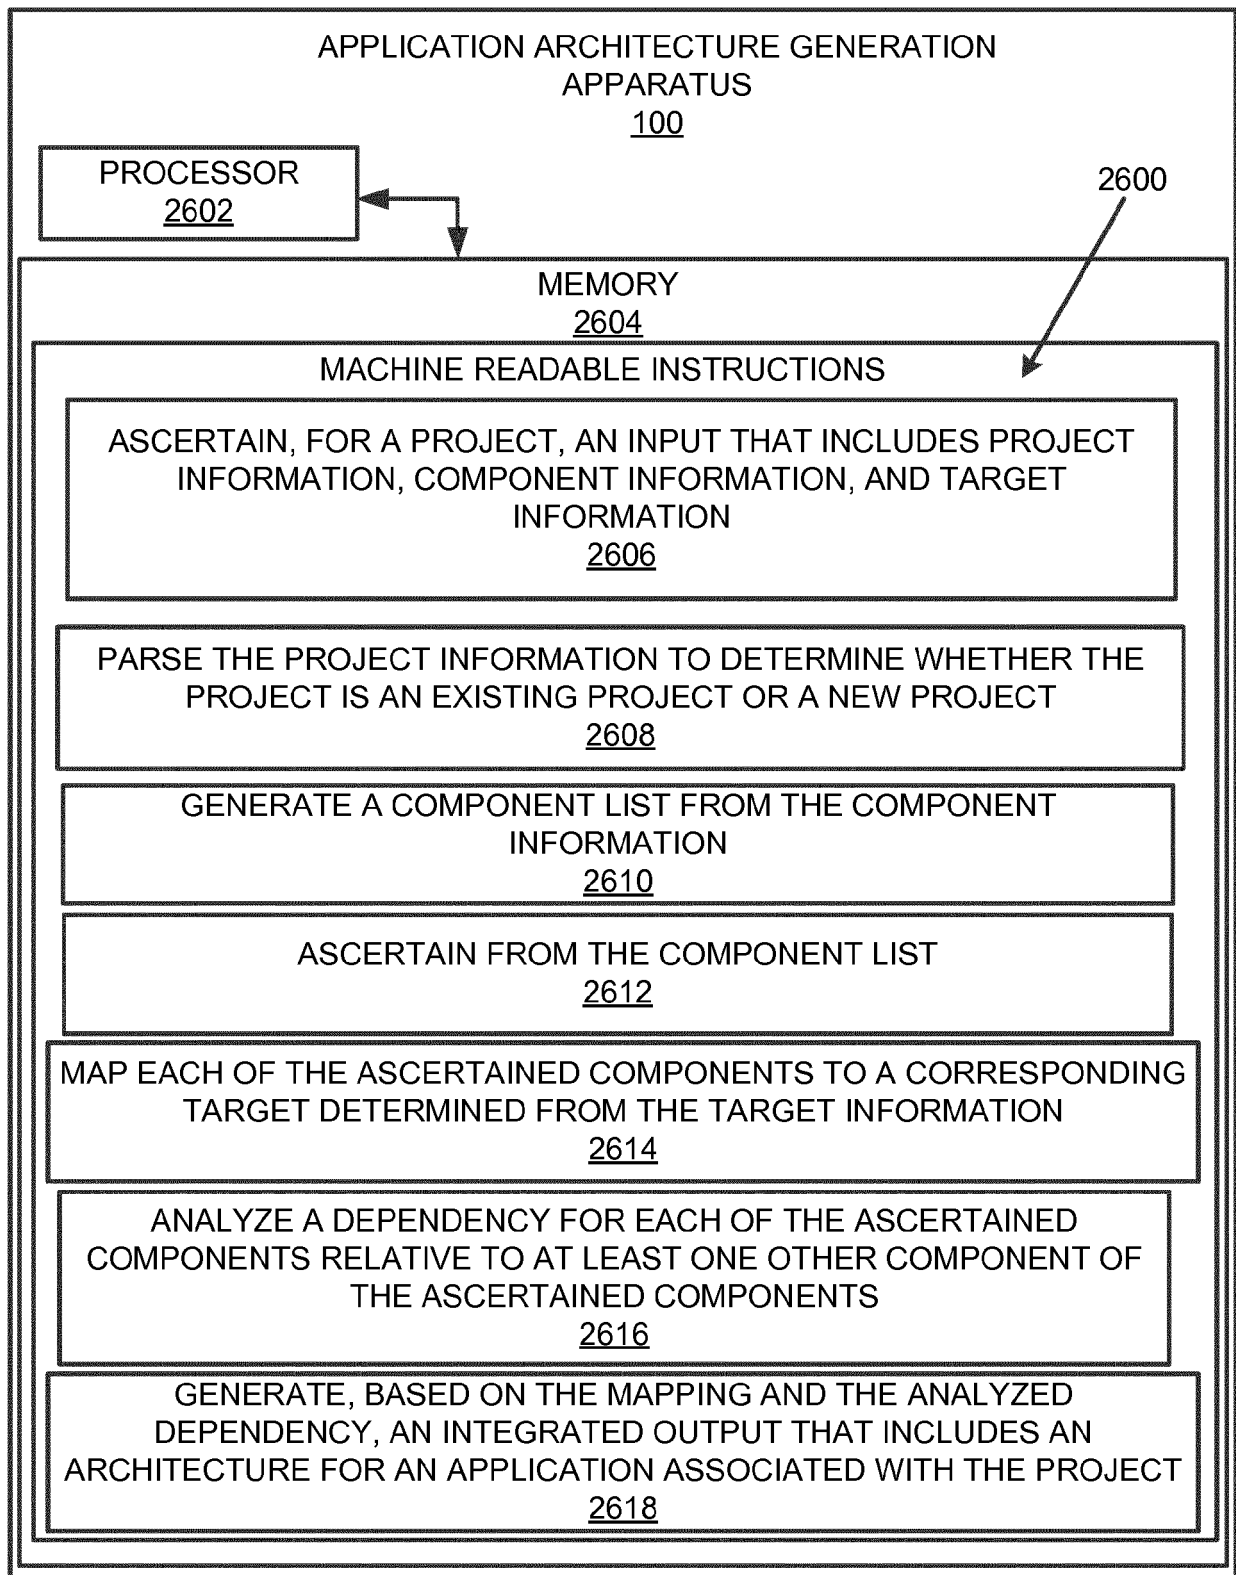 APPLICATION ARCHITECTURE GENERATION
APPARATUS
100
PROCESSOR
2602
2600
MEMORY
2604
MACHINE READABLE INSTRUCTIONS
ASCERTAIN, FOR A PROJECT, AN INPUT THAT INCLUDES PROJECT
INFORMATION, COMPONENT INFORMATION, AND TARGET
INFORMATION
2606
PARSE THE PROJECT INFORMATION TO DETERMINE WHETHER THE
PROJECT IS AN EXISTING PROJECT OR A NEW PROJECT
2608
GENERATE A COMPONENT LIST FROM THE COMPONENT
INFORMATION
2610
ASCERTAIN FROM THE COMPONENT LIST
2612
MAP EACH OF THE ASCERTAINED COMPONENTS TO A CORRESPONDING
TARGET DETERMINED FROM THE TARGET INFORMATION
2614
ANALYZE A DEPENDENCY FOR EACH OF THE ASCERTAINED
COMPONENTS RELATIVE TO AT LEAST ONE OTHER COMPONENT OF
THE ASCERTAINED COMPONENTS
2616
GENERATE, BASED ON THE MAPPING AND THE ANALYZED
DEPENDENCY, AN INTEGRATED OUTPUT THAT INCLUDES AN
ARCHITECTURE FOR AN APPLICATION ASSOCIATED WITH THE PROJECT
2618